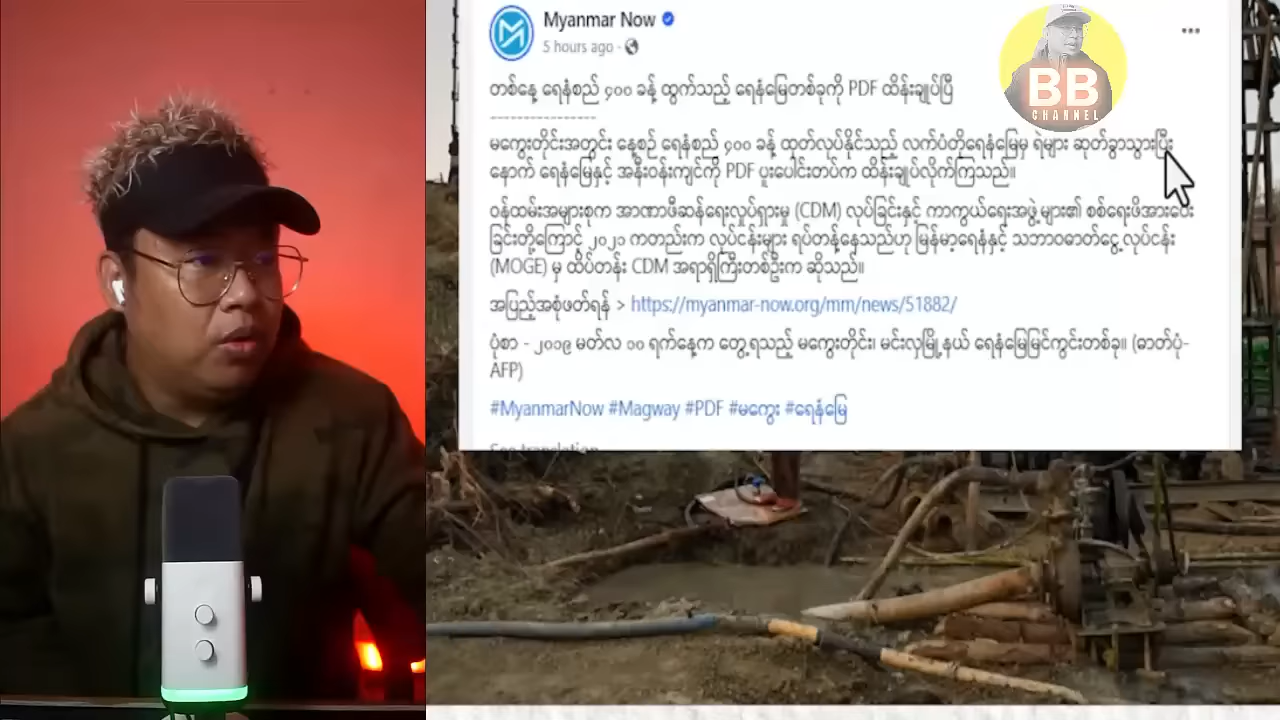 Myanmar Now
5 hours ago
BB
CHANNEL
တစ်နေ့ ရေနံစည် ၄၀၀ ခန့် ထွက်သည့် ရေနံမြေတစ်ခုကို PDF ထိန်းချုပ်ပြီ
----------------
မကွေးတိုင်းအတွင်း နေ့စဉ် ရေနံစည် ၄၀၀ ခန့် ထုတ်လုပ်နိုင်သည့် လက်ပံတိုရေနံမြေမှ ရဲများ ဆုတ်ခွာသွားပြီး
နောက် ရေနံမြေနှင့် အနီးဝန်းကျင်ကို PDF ပူးပေါင်းတပ်က ထိန်းချုပ်လိုက်ကြသည်။
ဝန်ထမ်းအများစုက အာဏာဖီဆန်ရေးလှုပ်ရှားမှု (CDM) လုပ်ခြင်းနှင့် ကာကွယ်ရေးအဖွဲ့များ၏ စစ်ရေးဖိအားပေး
ခြင်းတို့ကြောင့် ၂၀၂၁ ကတည်းက လုပ်ငန်းများ ရပ်တန့်နေသည်ဟု မြန်မာ့ရေနံနှင့် သဘာဝဓာတ်ငွေ့လုပ်ငန်း
(MOGE) မှ ထိပ်တန်း CDM အရာရှိကြီးတစ်ဦးက ဆိုသည်။
အပြည့်အစုံဖတ်ရန် > https://myanmar-now.org/mm/news/51882/
ပုံစာ - ၂၀၁၉ မတ်လ ၁၀ ရက်နေ့က တွေ့ရသည့် မကွေးတိုင်း၊ မင်းလှမြို့နယ် ရေနံမြေမြင်ကွင်းတစ်ခု။ (ဓာတ်ပုံ-
AFP)
#MyanmarNow #Magway #PDF #မကွေး #ရေနံမြေ
See translation